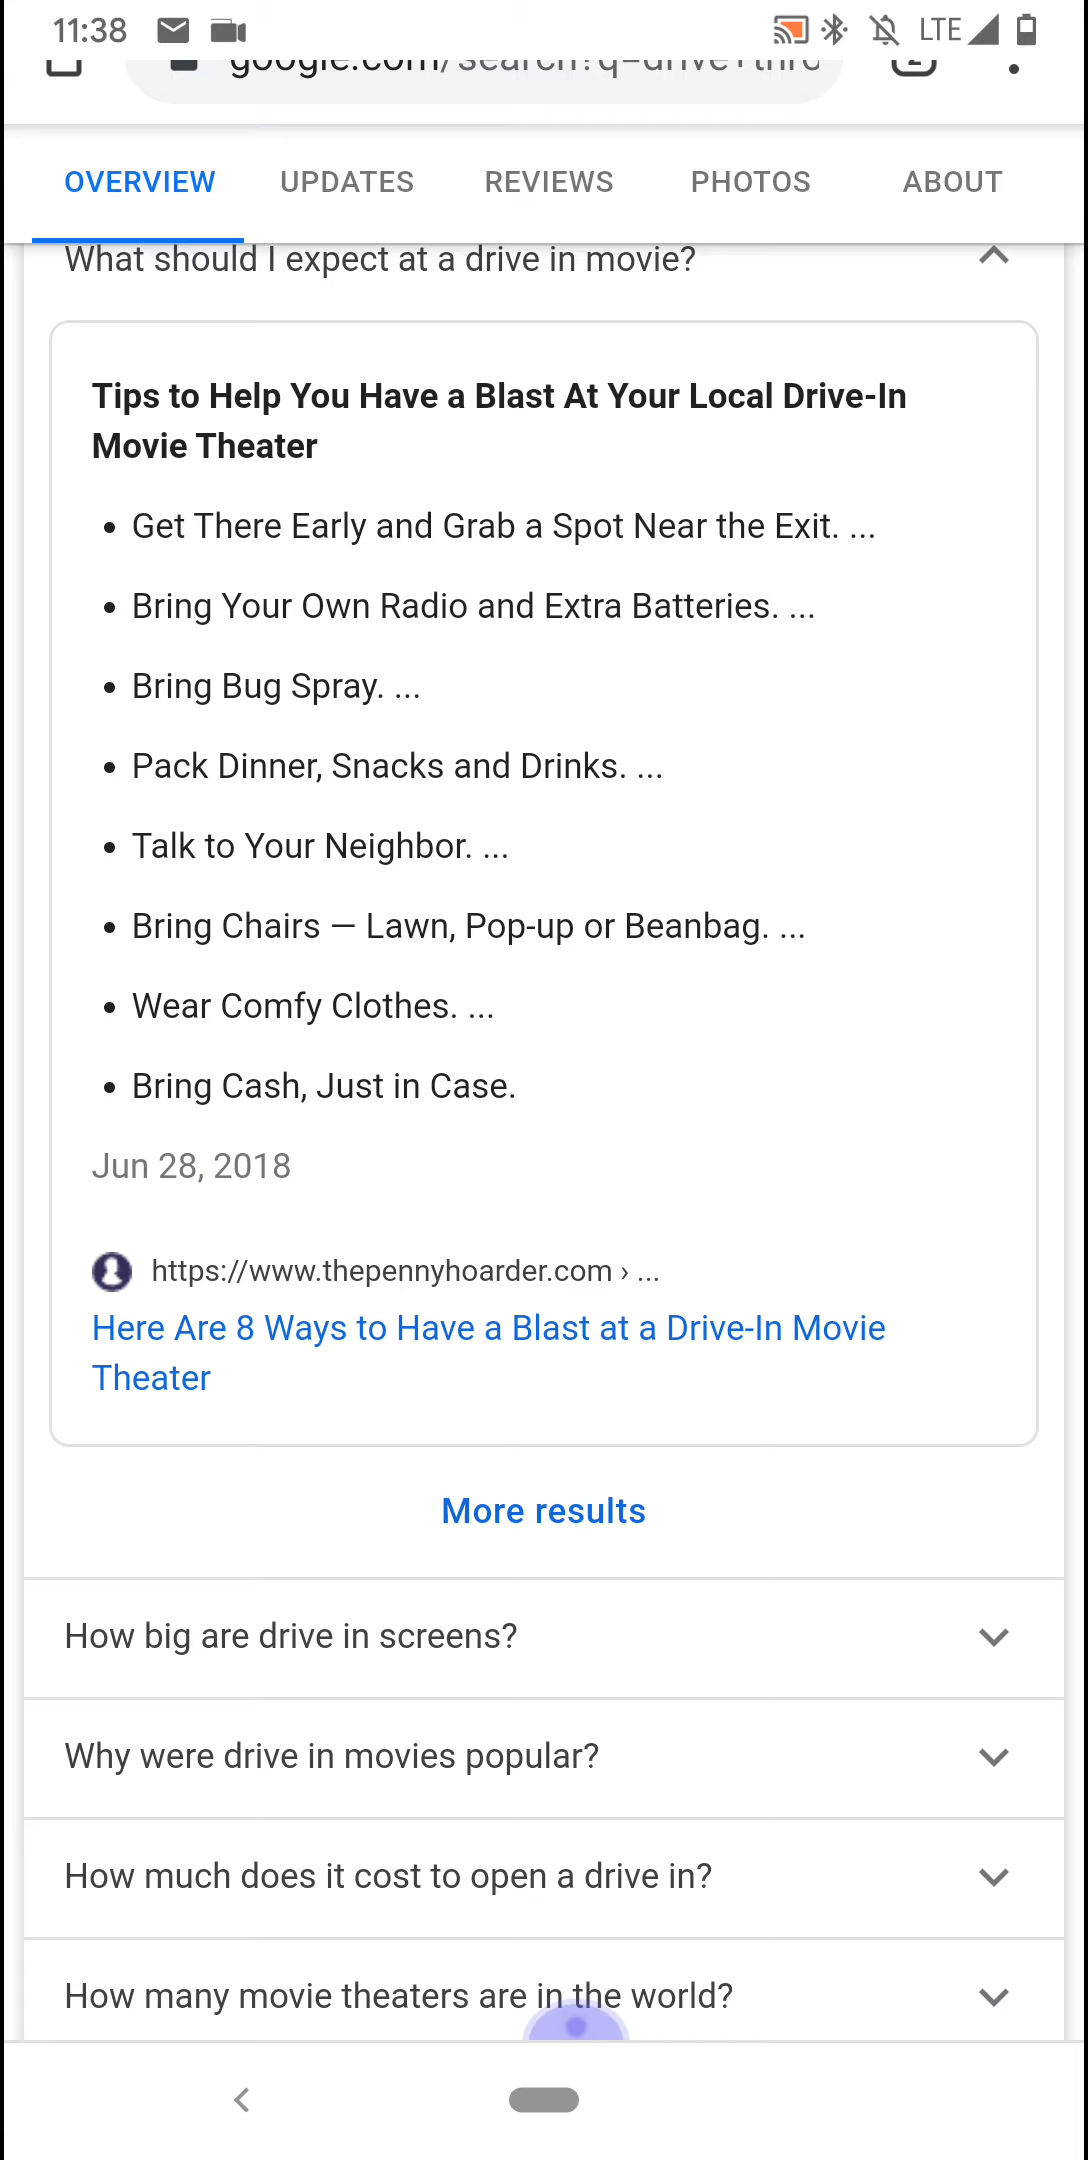 11:38 LTE
google.com/search?q=drive+thro
OVERVIEW UPDATES REVIEWS PHOTOS ABOUT
What should I expect at a drive in movie?
Tips to Help You Have a Blast At Your Local Drive-In
Movie Theater
• Get There Early and Grab a Spot Near the Exit. ...
• Bring Your Own Radio and Extra Batteries. ...
• Bring Bug Spray. ...
• Pack Dinner, Snacks and Drinks. ...
• Talk to Your Neighbor. ...
• Bring Chairs — Lawn, Pop-up or Beanbag. ...
• Wear Comfy Clothes. ...
• Bring Cash, Just in Case.
Jun 28, 2018
https://www.thepennyhoarder.com › ...
Here Are 8 Ways to Have a Blast at a Drive-In Movie
Theater
More results
How big are drive in screens?
Why were drive in movies popular?
How much does it cost to open a drive in?
How many movie theaters are in the world?